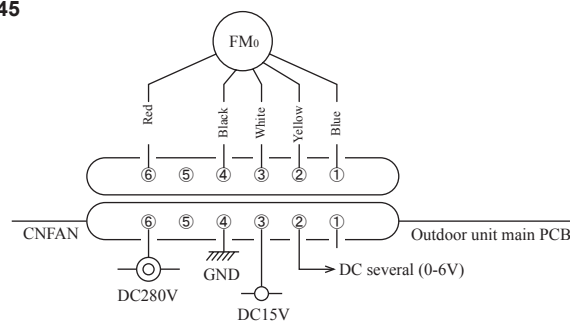 45
FM0
Red
Black
White
Yellow
Blue
⑥ ⑤ ④ ③ ② ①
⑥ ⑤ ④ ③ ② ①
CNFAN
Outdoor unit main PCB
GND
DC several (0-6V)
DC280V
DC15V